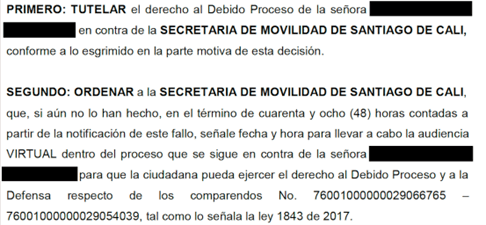 PRIMERO: TUTELAR el derecho al Debido Proceso de la señora
en contra de la SECRETARIA DE MOVILIDAD DE SANTIAGO DE CALI,
conforme a lo esgrimido en la parte motiva de esta decisión.
SEGUNDO: ORDENAR a la SECRETARIA DE MOVILIDAD DE SANTIAGO DE CALI,
que, si aún no lo han hecho, en el término de cuarenta y ocho (48) horas contadas a
partir de la notificación de este fallo, señale fecha y hora para llevar a cabo la audiencia
VIRTUAL dentro del proceso que se sigue en contra de la señora
para que la ciudadana pueda ejercer el derecho al Debido Proceso y a la
Defensa respecto de los comparendos No. 76001000000029066765 –
76001000000029054039, tal como lo señala la ley 1843 de 2017.